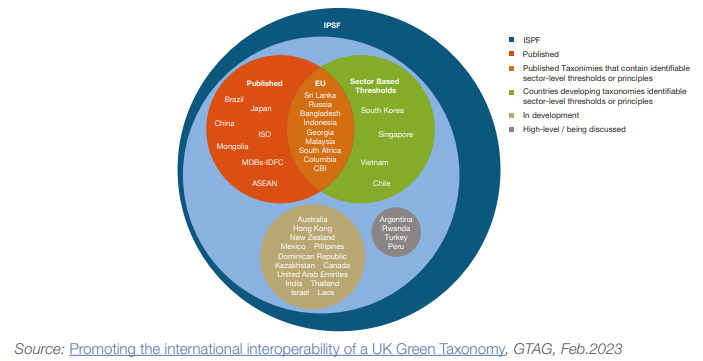 IPSF
Published
Brazil
Japan
China
ISO
Mongolia
MDBs-IDFC
ASEAN
EU
Sri Lanka
Russia
Bangladesh
Indonesia
Georgia
Malaysia
South Africa
Columbia
CBI
Sector Based
Thresholds
South Korea
Singapore
Vietnam
Chile
Australia
Hong Kong
New Zealand
Mexico Pillipines
Dominican Republic
Kazakhstan Canada
United Arab Emirites
India Thailand
Israel Laos
Argentina
Rwanda
Turkey
Peru
ISPF
Published
Published Taxonimies that contain identifiable
sector-level thresholds or principles
Countries developing taxonomies identifiable
sector-level thresholds or principles
In development
High-level / being discussed
Source: Promoting the international interoperability of a UK Green Taxonomy, GTAG, Feb.2023